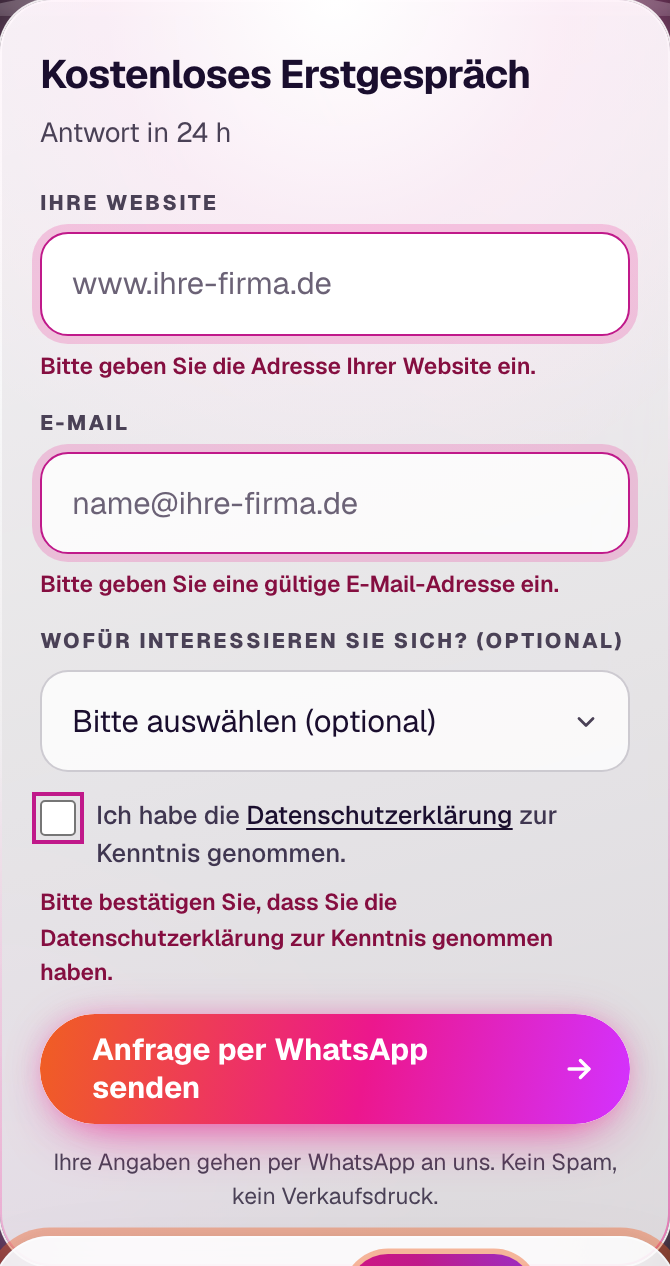 Kostenloses Erstgespräch
Antwort in 24 h
IHRE WEBSITE
www.ihre-firma.de
Bitte geben Sie die Adresse Ihrer Website ein.
E-MAIL
name@ihre-firma.de
Bitte geben Sie eine gültige E-Mail-Adresse ein.
WOFÜR INTERESSIEREN SIE SICH? (OPTIONAL)
Bitte auswählen (optional)
Ich habe die Datenschutzerklärung zur
Kenntnis genommen.
Bitte bestätigen Sie, dass Sie die
Datenschutzerklärung zur Kenntnis genommen
haben.
Anfrage per WhatsApp
senden
Ihre Angaben gehen per WhatsApp an uns. Kein Spam,
kein Verkaufsdruck.